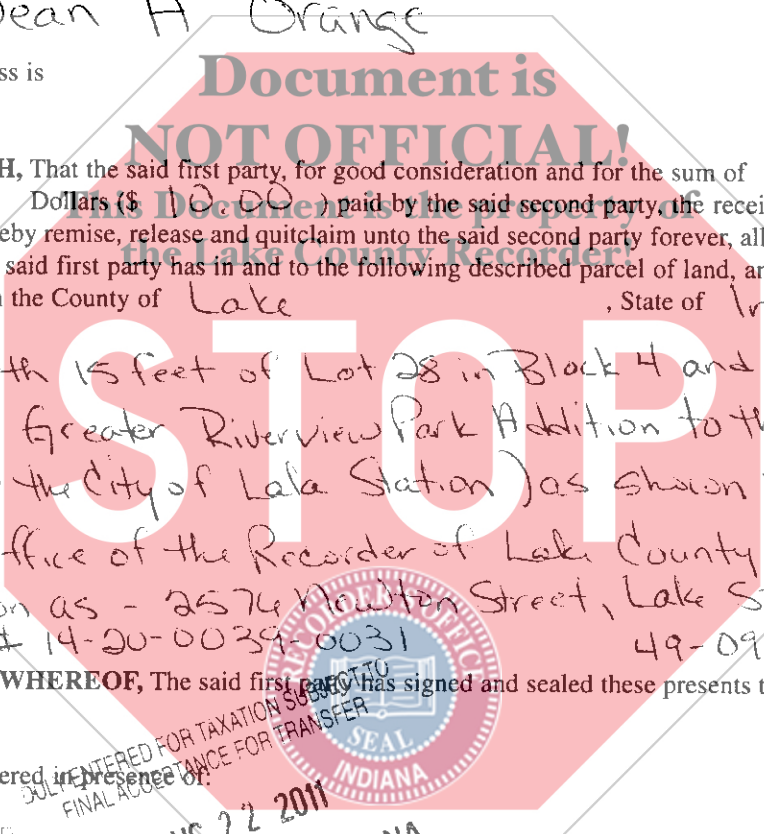 Dean H Orange
ss is
Document is
NOT OFFICIAL!
H, That the said first party, for good consideration and for the sum of
Dollars ($ 10.00 ) paid by the said second party, the recei
This Document is the property of
eby remise, release and quitclaim unto the said second party forever, all
the Lake County Recorder!
said first party has in and to the following described parcel of land, an
the County of Lake , State of In
STOP
th 15 feet of Lot 28 in Block 4 and
Greater Riverview Park Addition to th
the City of Lala Station) as shown
ffice of the Recorder of Lake County
on as - 2576 Newton Street, Lake S
14-20-0039-0031 49-09
WHEREOF, The said first party has signed and sealed these presents t
RECORDERS OFFIC
SEAL
INDIANA
DULY ENTERED FOR TAXATION SUBJECT TO
FINAL ACCEPTANCE FOR TRANSFER
ered in presence of:
22 2011